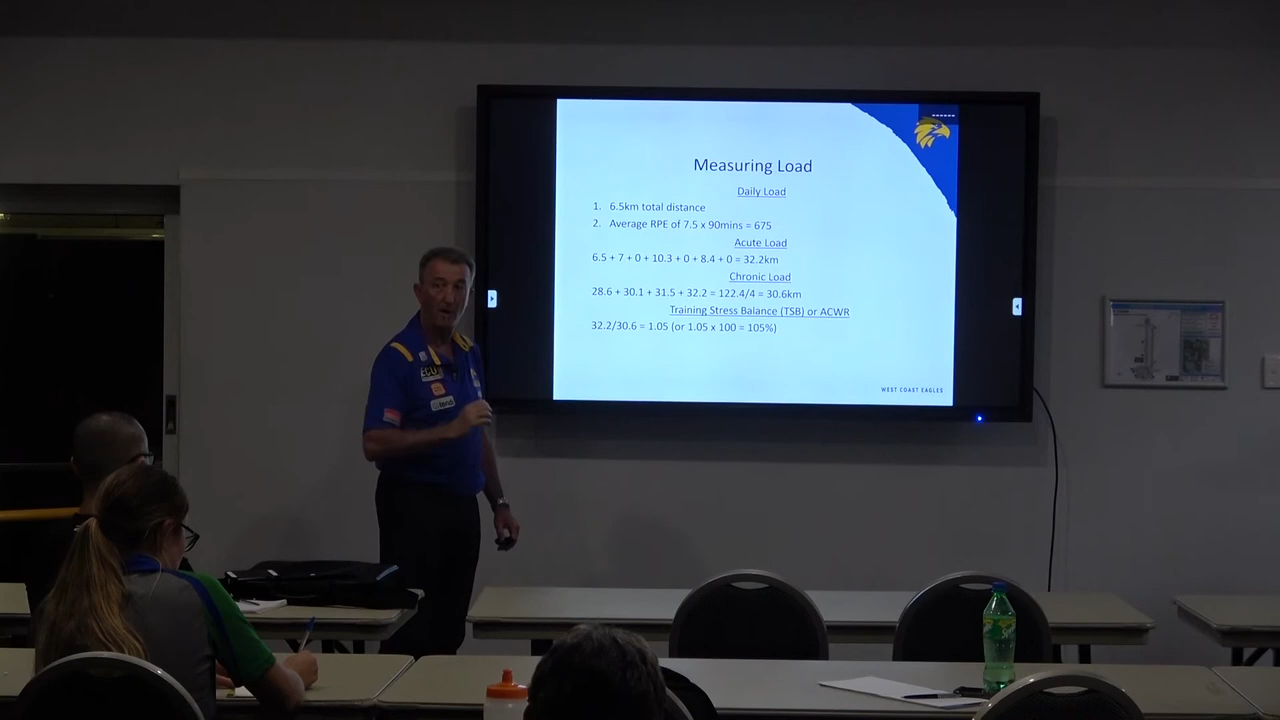 Measuring Load
Daily Load
1. 6.5km total distance
2. Average RPE of 7.5 x 90mins = 675
Acute Load
6.5 + 7 + 0 + 10.3 + 0 + 8.4 + 0 = 32.2km
Chronic Load
28.6 + 30.1 + 31.5 + 32.2 = 122.4/4 = 30.6km
Training Stress Balance (TSB) or ACWR
32.2/30.6 = 1.05 (or 1.05 x 100 = 105%)
WEST COAST EAGLES